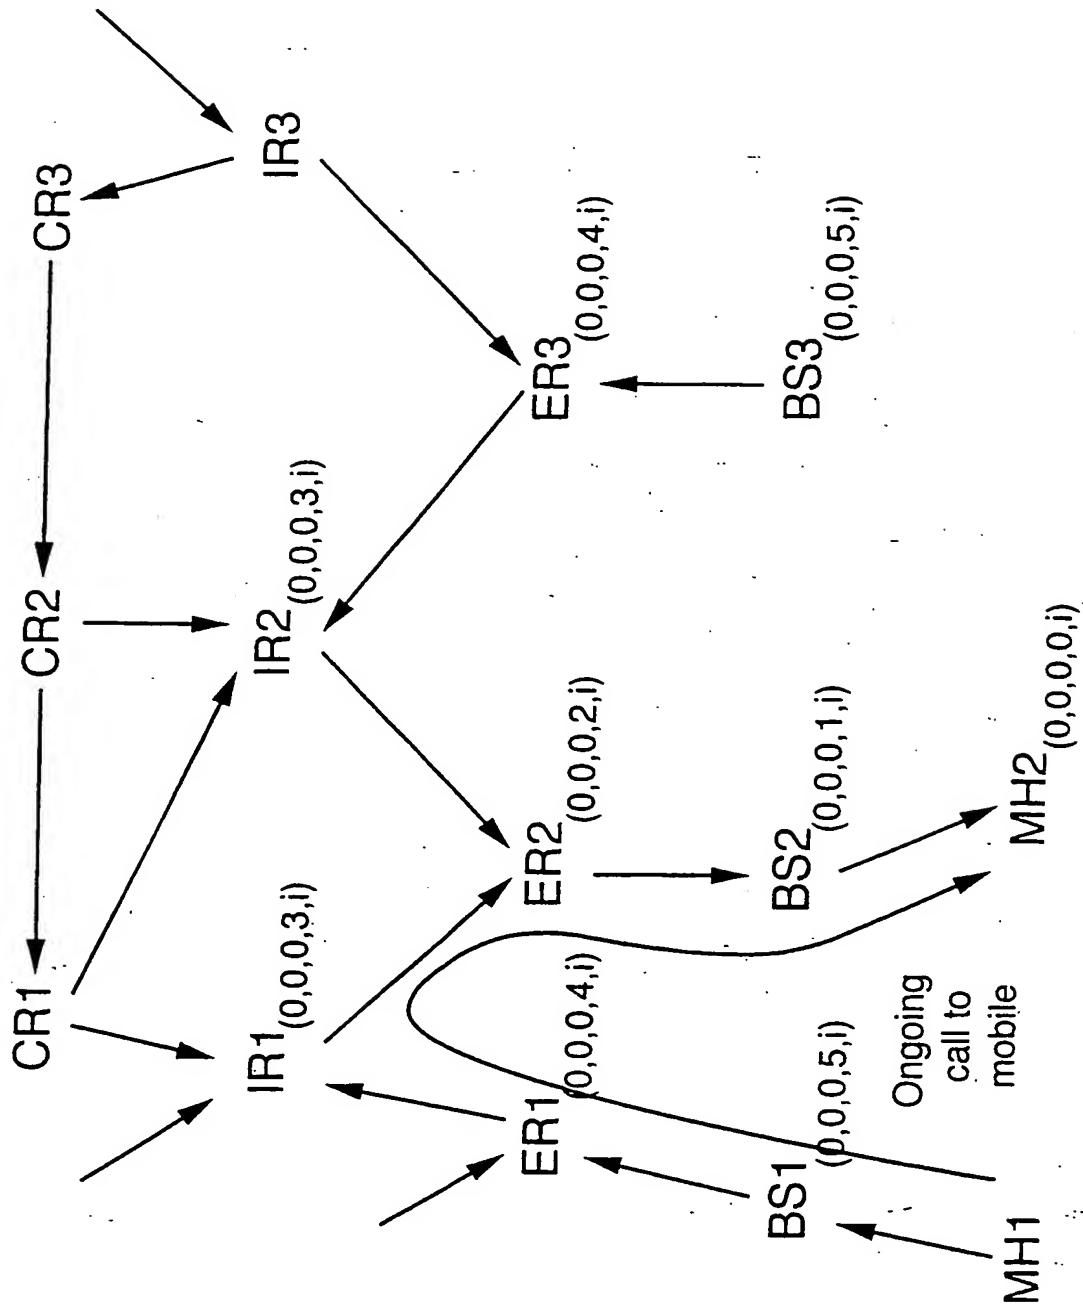 CR1
CR2
CR3
IR1(0,0,0,3,i)
IR2(0,0,0,3,i)
IR3
ER1(0,0,0,4,i)
ER2(0,0,0,2,i)
ER3(0,0,0,4,i)
BS1(0,0,0,5,i)
BS2(0,0,0,1,i)
BS3(0,0,0,5,i)
Ongoing
call to
mobile
MH1
MH2(0,0,0,0,i)